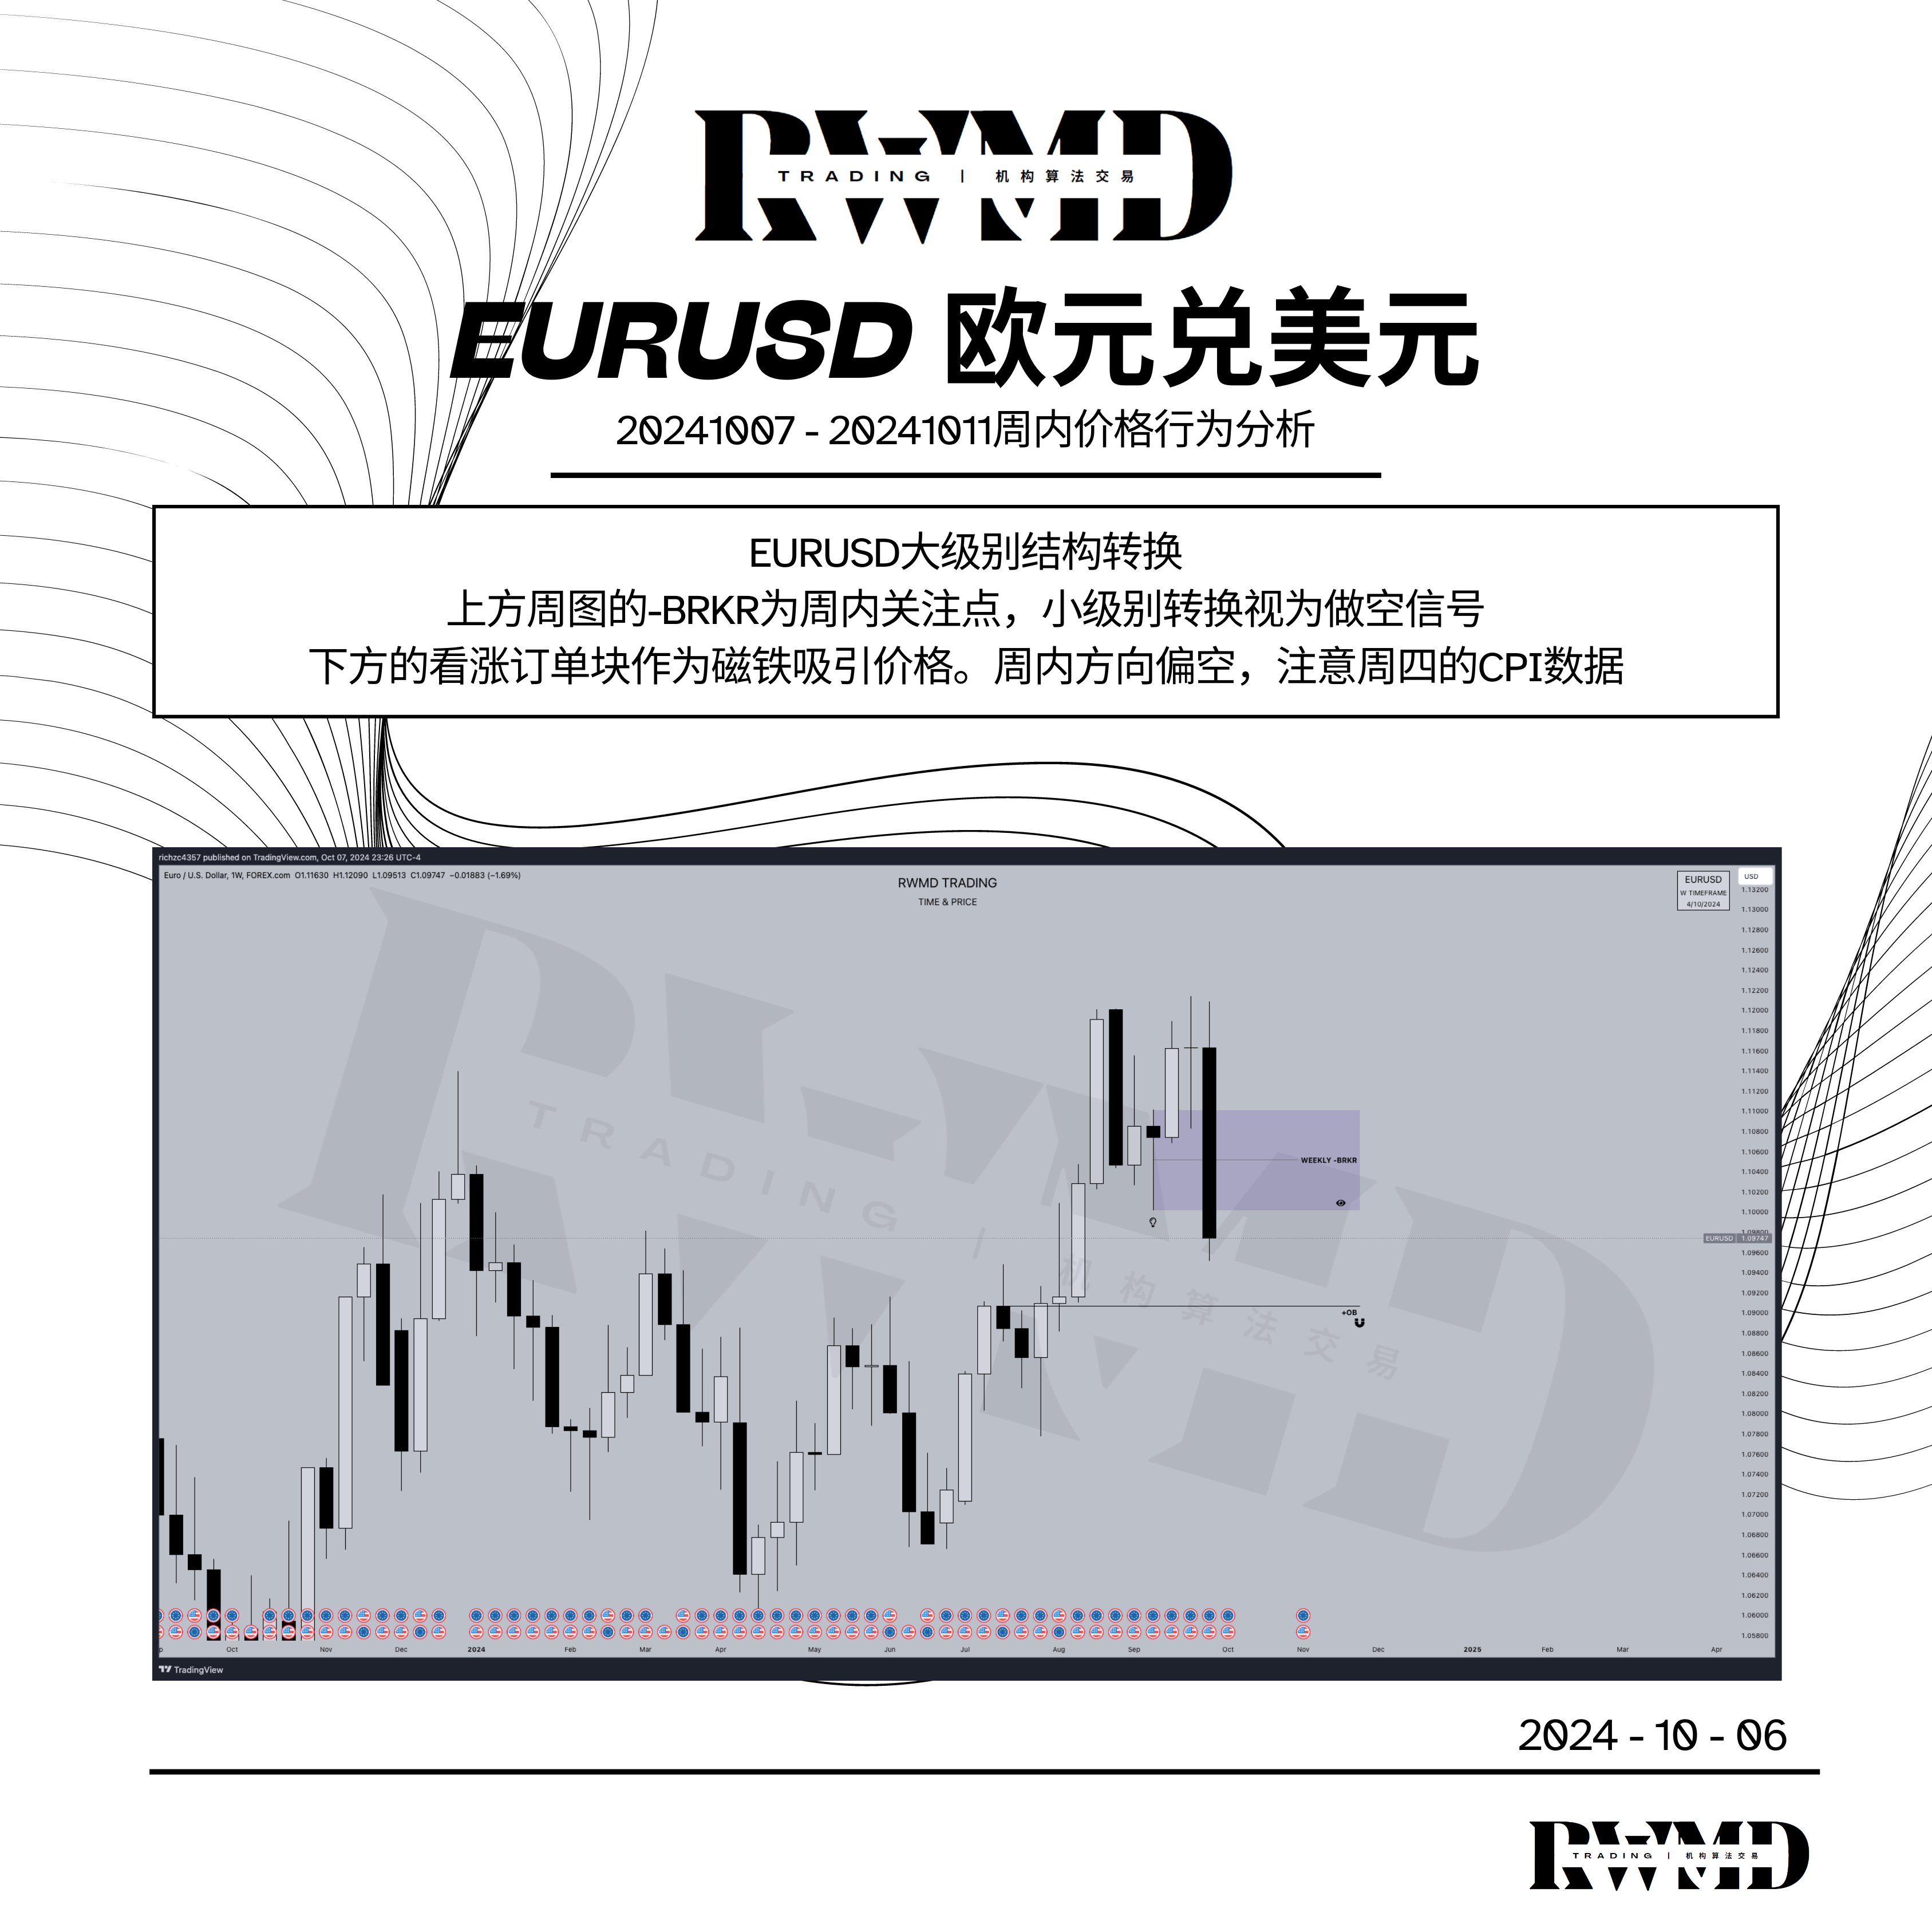 RWMD
TRADING | 机构算法交易
EURUSD 欧元兑美元
20241007 - 20241011周内价格行为分析
EURUSD大级别结构转换
上方周图的-BRKR为周内关注点，小级别转换视为做空信号
下方的看涨订单块作为磁铁吸引价格。周内方向偏空，注意周四的CPI数据
richzc4357 published on TradingView.com, Oct 07, 2024 23:26 UTC-4
Euro / U.S. Dollar, 1W, FOREX.com O1.11630 H1.12090 L1.09513 C1.09747 −0.01883 (−1.69%)
RWMD TRADING
TIME & PRICE
EURUSD
W TIMEFRAME
4/10/2024
USD
1.13200
1.13000
1.12800
1.12600
1.12400
1.12200
1.12000
1.11800
1.11600
1.11400
1.11200
1.11000
1.10800
1.10600
1.10400
1.10200
1.10000
1.09800
EURUSD 1.09747
1.09600
1.09400
1.09200
1.09000
1.08800
1.08600
1.08400
1.08200
1.08000
1.07800
1.07600
1.07400
1.07200
1.07000
1.06800
1.06600
1.06400
1.06200
1.06000
1.05800
WEEKLY -BRKR
+OB
RWMD
TRADING | 机构算法交易
Oct Nov Dec 2024 Feb Mar Apr May Jun Jul Aug Sep Oct Nov Dec 2025 Feb Mar Apr
TradingView
2024 - 10 - 06
RWMD
TRADING | 机构算法交易